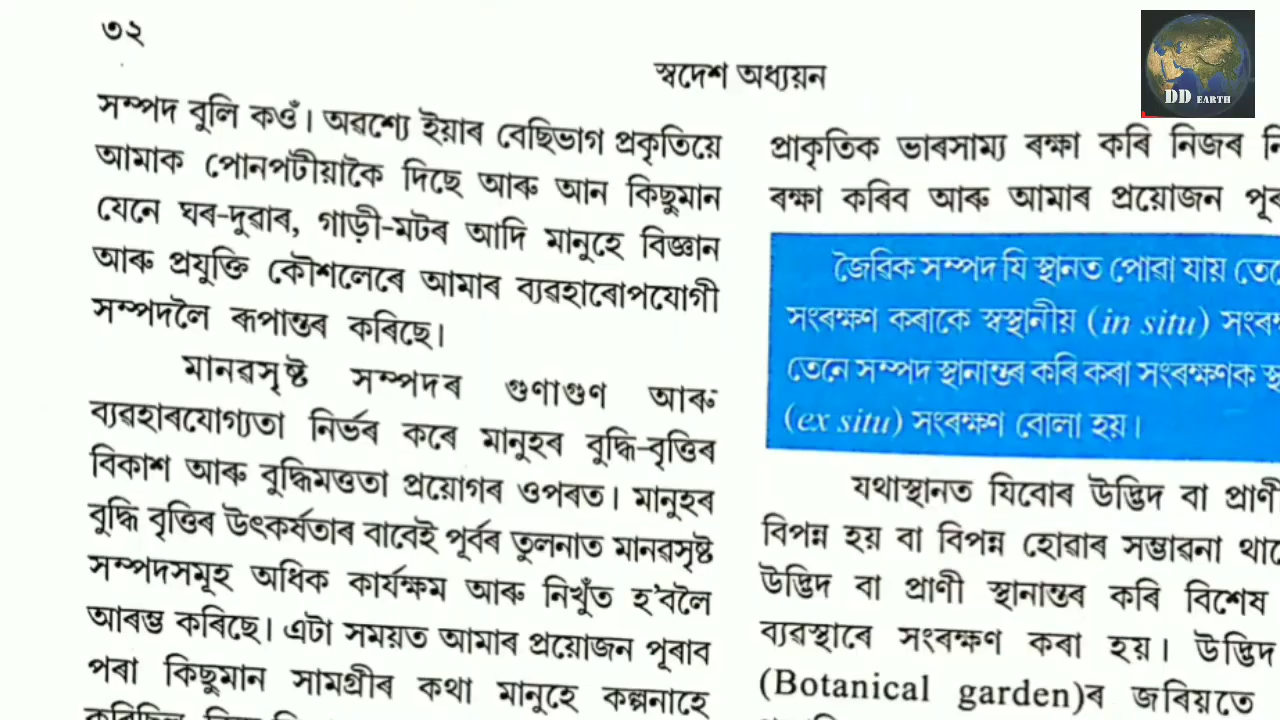 ৩২
স্বদেশ অধ্যয়ন
DD EARTH
সম্পদ বুলি কওঁ। অৱশ্যে ইয়াৰ বেছিভাগ প্ৰকৃতিয়ে
আমাক পোনপটীয়াকৈ দিছে আৰু আন কিছুমান
যেনে ঘৰ-দুৱাৰ, গাড়ী-মটৰ আদি মানুহে বিজ্ঞান
আৰু প্ৰযুক্তি কৌশলেৰে আমাৰ ব্যৱহাৰোপযোগী
সম্পদলৈ ৰূপান্তৰ কৰিছে।
মানৱসৃষ্ট সম্পদৰ গুণাগুণ আৰু
ব্যৱহাৰযোগ্যতা নিৰ্ভৰ কৰে মানুহৰ বুদ্ধি-বৃত্তিৰ
বিকাশ আৰু বুদ্ধিমত্ততা প্ৰয়োগৰ ওপৰত। মানুহৰ
বুদ্ধি বৃত্তিৰ উৎকৰ্ষতাৰ বাবেই পূৰ্বৰ তুলনাত মানৱসৃষ্ট
সম্পদসমূহ অধিক কাৰ্যক্ষম আৰু নিখুঁত হ'বলৈ
আৰম্ভ কৰিছে। এটা সময়ত আমাৰ প্ৰয়োজন পূৰাব
পৰা কিছুমান সামগ্ৰীৰ কথা মানুহে কল্পনাহে
প্ৰাকৃতিক ভাৰসাম্য ৰক্ষা কৰি নিজৰ
ৰক্ষা কৰিব আৰু আমাৰ প্ৰয়োজন
জৈৱিক সম্পদ যি স্থানত পোৱা যায়
সংৰক্ষণ কৰাকে স্বস্থানীয় (in situ)
তেনে সম্পদ স্থানান্তৰ কৰি কৰা সংৰক্ষণক
(ex situ) সংৰক্ষণ বোলা হয়।
যথাস্থানত যিবোৰ উদ্ভিদ বা প্ৰাণী
বিপন্ন হয় বা বিপন্ন হোৱাৰ সম্ভাৱনা
উদ্ভিদ বা প্ৰাণী স্থানান্তৰ কৰি বিশেষ
ব্যৱস্থাৰে সংৰক্ষণ কৰা হয়। উদ্ভিদ
(Botanical garden)ৰ জৰিয়তে